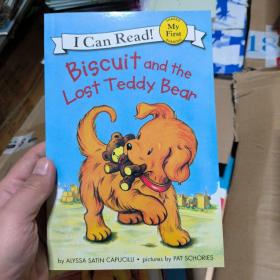 I Can Read!
My
First
Biscuit and the
Lost Teddy Bear
by ALYSSA SATIN CAPUCILLI • pictures by PAT SCHORIES